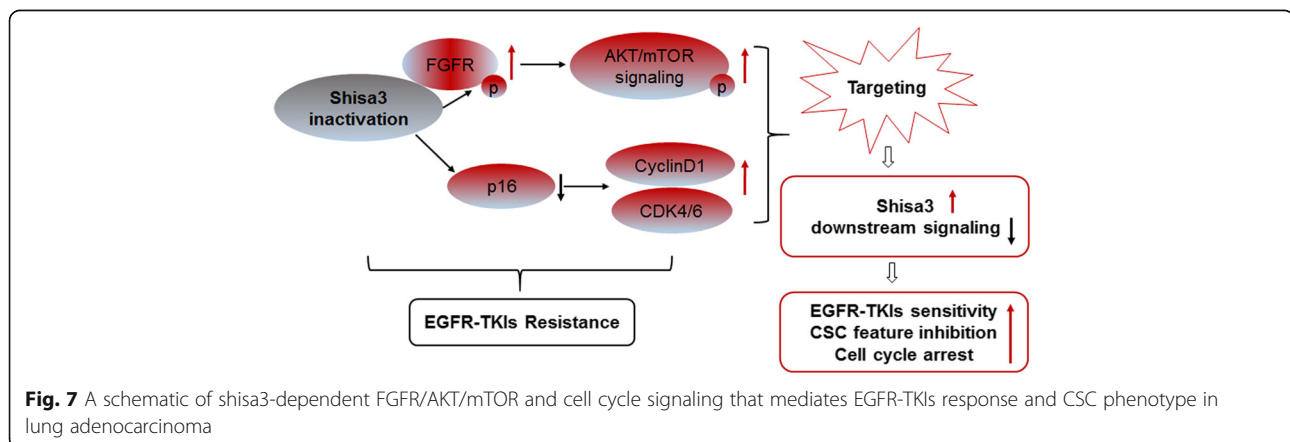 FGFR
p
AKT/mTOR
signaling
p
Shisa3
inactivation
p16
CyclinD1
CDK4/6
EGFR-TKIs Resistance
Targeting
Shisa3
downstream signaling
EGFR-TKIs sensitivity
CSC feature inhibition
Cell cycle arrest
Fig. 7 A schematic of shisa3-dependent FGFR/AKT/mTOR and cell cycle signaling that mediates EGFR-TKIs response and CSC phenotype in
lung adenocarcinoma